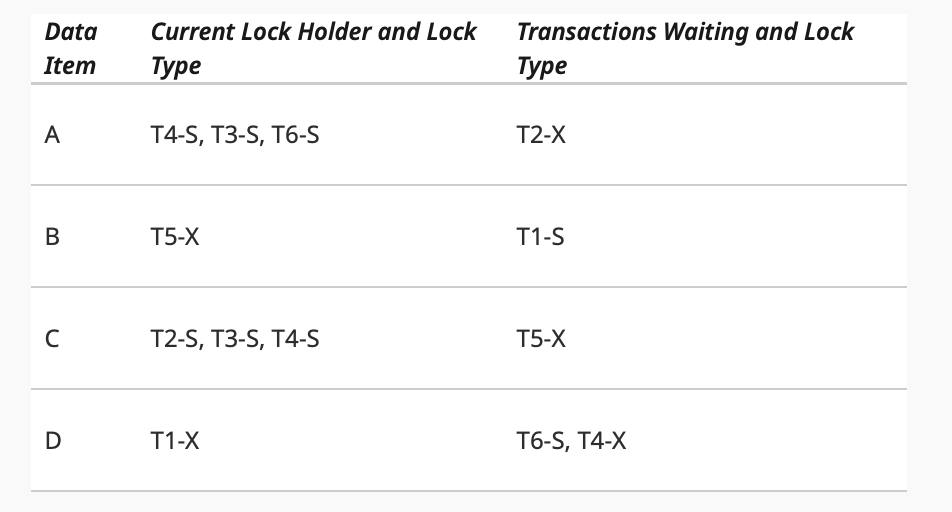 Data Item	Current Lock Holder and Lock Type	Transactions Waiting and Lock Type
A	T4-S, T3-S, T6-S	T2-X
B	T5-X	T1-S
C	T2-S, T3-S, T4-S	T5-X
D	T1-X	T6-S, T4-X